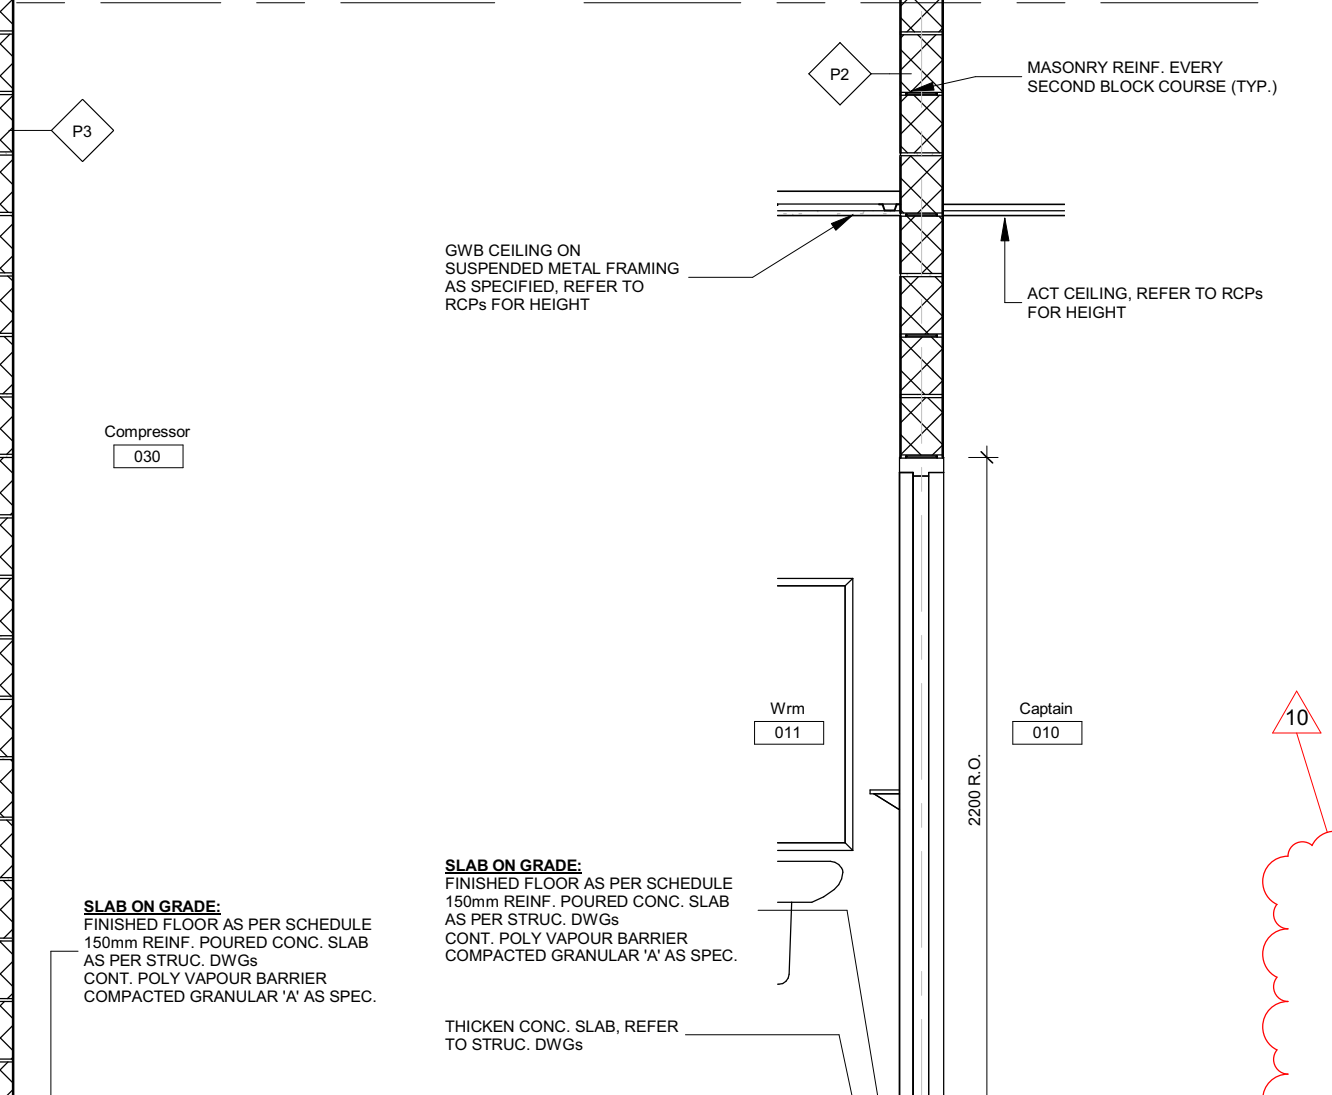 P2
MASONRY REINF. EVERY
SECOND BLOCK COURSE (TYP.)
P3
GWB CEILING ON
SUSPENDED METAL FRAMING
AS SPECIFIED, REFER TO
RCPs FOR HEIGHT
ACT CEILING, REFER TO RCPs
FOR HEIGHT
Compressor
030
Wrm
011
Captain
010
10
2200 R.O.
SLAB ON GRADE:
FINISHED FLOOR AS PER SCHEDULE
150mm REINF. POURED CONC. SLAB
AS PER STRUC. DWGs
CONT. POLY VAPOUR BARRIER
COMPACTED GRANULAR 'A' AS SPEC.
SLAB ON GRADE:
FINISHED FLOOR AS PER SCHEDULE
150mm REINF. POURED CONC. SLAB
AS PER STRUC. DWGs
CONT. POLY VAPOUR BARRIER
COMPACTED GRANULAR 'A' AS SPEC.
THICKEN CONC. SLAB, REFER
TO STRUC. DWGs